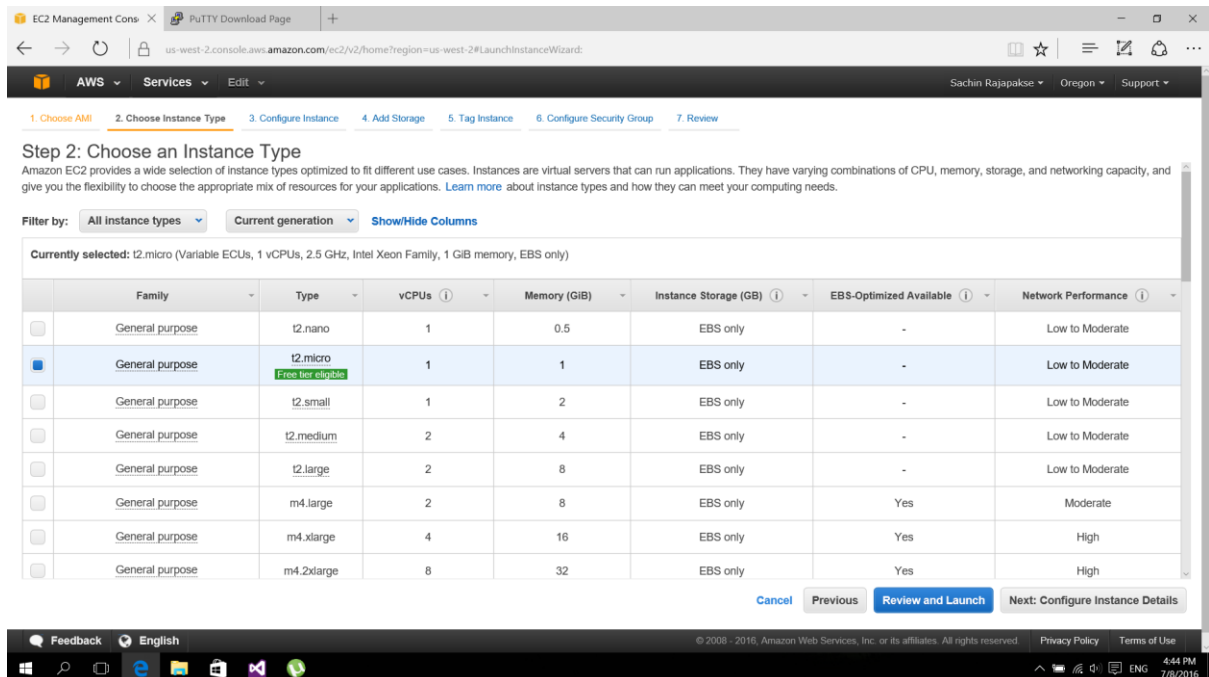 EC2 Management Cons
PuTTY Download Page
us-west-2.console.aws.amazon.com/ec2/v2/home?region=us-west-2#LaunchInstanceWizard:
AWS Services Edit Sachin Rajapakse Oregon Support
1. Choose AMI 2. Choose Instance Type 3. Configure Instance 4. Add Storage 5. Tag Instance 6. Configure Security Group 7. Review
Step 2: Choose an Instance Type
Amazon EC2 provides a wide selection of instance types optimized to fit different use cases. Instances are virtual servers that can run applications. They have varying combinations of CPU, memory, storage, and networking capacity, and
give you the flexibility to choose the appropriate mix of resources for your applications. Learn more about instance types and how they can meet your computing needs.
Filter by: All instance types Current generation Show/Hide Columns
Currently selected: t2.micro (Variable ECUs, 1 vCPUs, 2.5 GHz, Intel Xeon Family, 1 GiB memory, EBS only)
Family Type vCPUs Memory (GiB) Instance Storage (GB) EBS-Optimized Available Network Performance
General purpose t2.nano 1 0.5 EBS only - Low to Moderate
General purpose t2.micro 1 1 EBS only - Low to Moderate
Free tier eligible
General purpose t2.small 1 2 EBS only - Low to Moderate
General purpose t2.medium 2 4 EBS only - Low to Moderate
General purpose t2.large 2 8 EBS only - Low to Moderate
General purpose m4.large 2 8 EBS only Yes Moderate
General purpose m4.xlarge 4 16 EBS only Yes High
General purpose m4.2xlarge 8 32 EBS only Yes High
Cancel Previous Review and Launch Next: Configure Instance Details
Feedback English © 2008 - 2016, Amazon Web Services, Inc. or its affiliates. All rights reserved. Privacy Policy Terms of Use
ENG 4:44 PM
7/8/2016